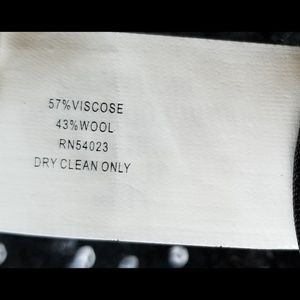 57%VISCOSE
43%WOOL
RN54023
DRY CLEAN ONLY